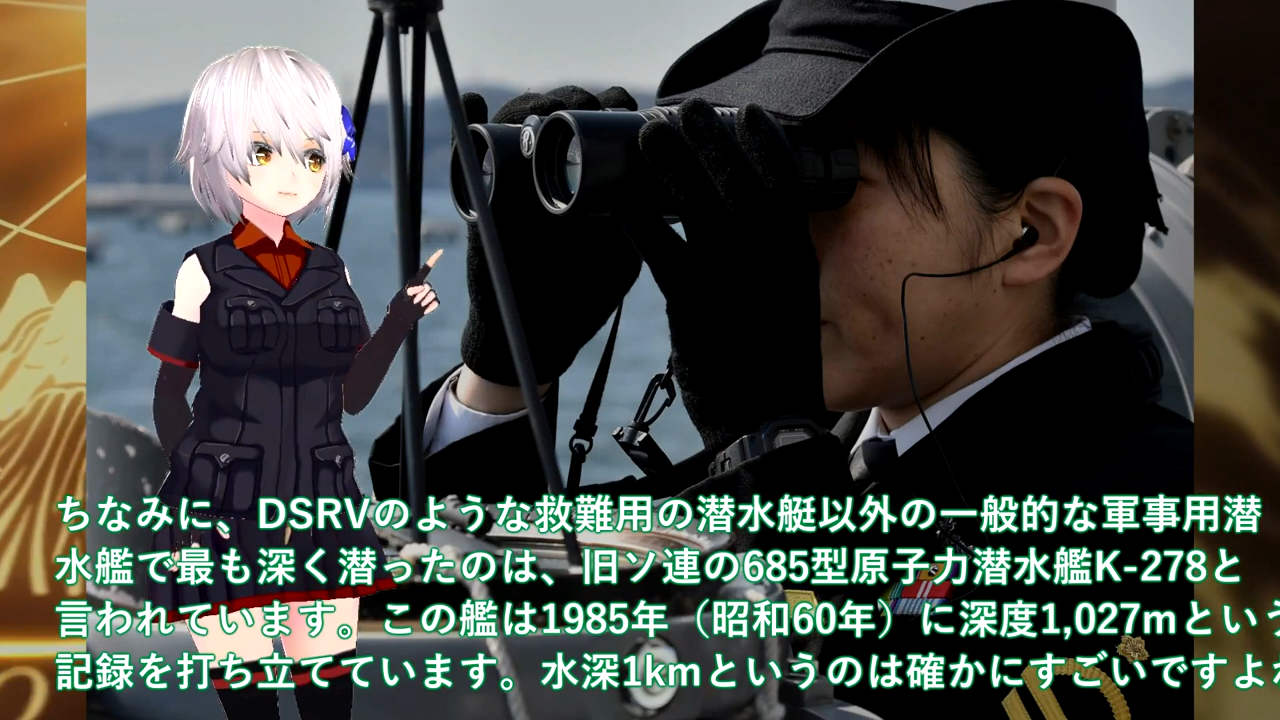 ちなみに、DSRVのような救難用の潜水艇以外の一般的な軍事用潜
水艦で最も深く潜ったのは、旧ソ連の685型原子力潜水艦K-278と
言われています。この艦は1985年（昭和60年）に深度1,027mという
記録を打ち立てています。水深1kmというのは確かにすごいですよね